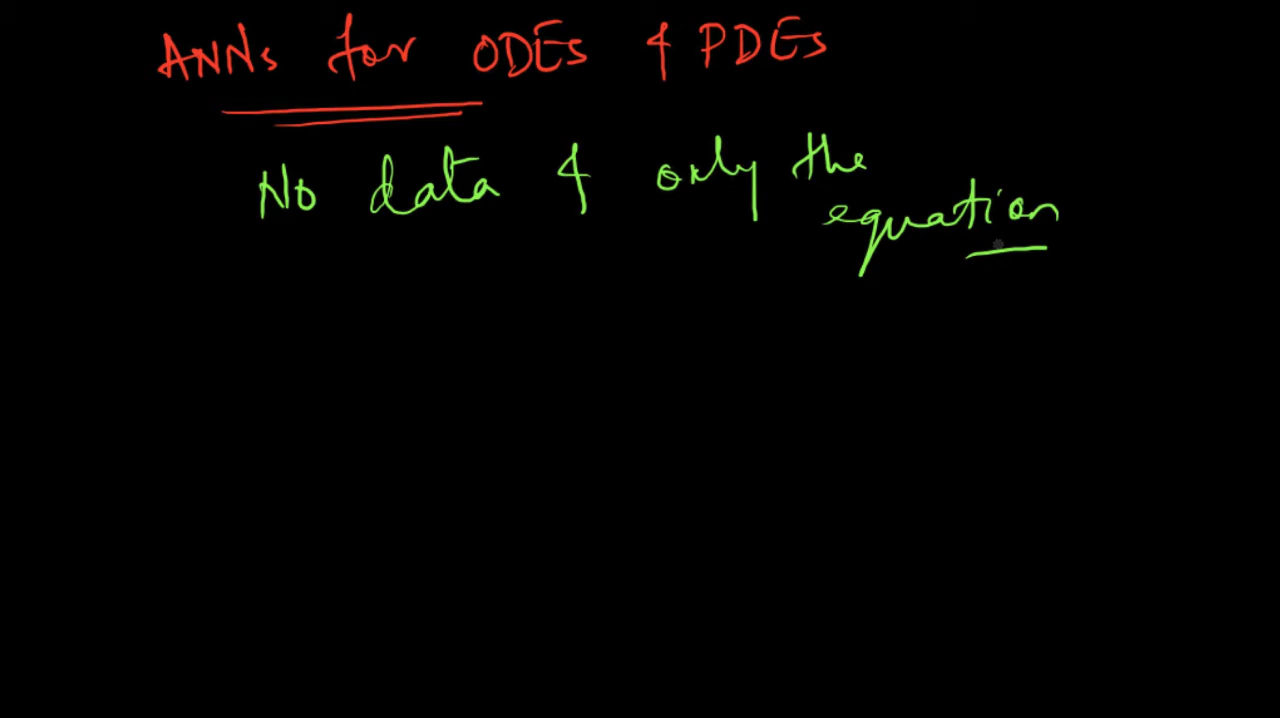 ANNs for ODEs & PDEs
No data & only the
equation